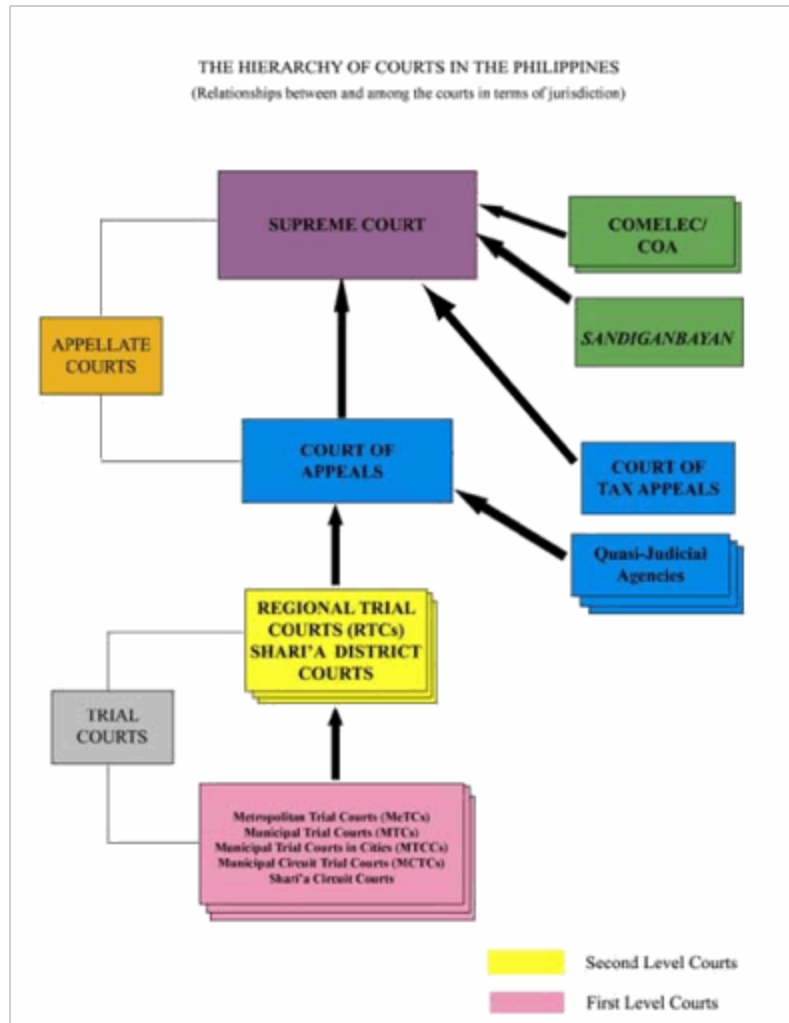 THE HIERARCHY OF COURTS IN THE PHILIPPINES
(Relationships between and among the courts in terms of jurisdiction)
SUPREME COURT
COMELEC/
COA
SANDIGANBAYAN
APPELLATE
COURTS
COURT OF
APPEALS
COURT OF
TAX APPEALS
Quasi-Judicial
Agencies
REGIONAL TRIAL
COURTS (RTCs)
SHARI'A DISTRICT
COURTS
TRIAL
COURTS
Metropolitan Trial Courts (MeTCs)
Municipal Trial Courts (MTCs)
Municipal Trial Courts in Cities (MTCCs)
Municipal Circuit Trial Courts (MCTCs)
Shari'a Circuit Courts
Second Level Courts
First Level Courts